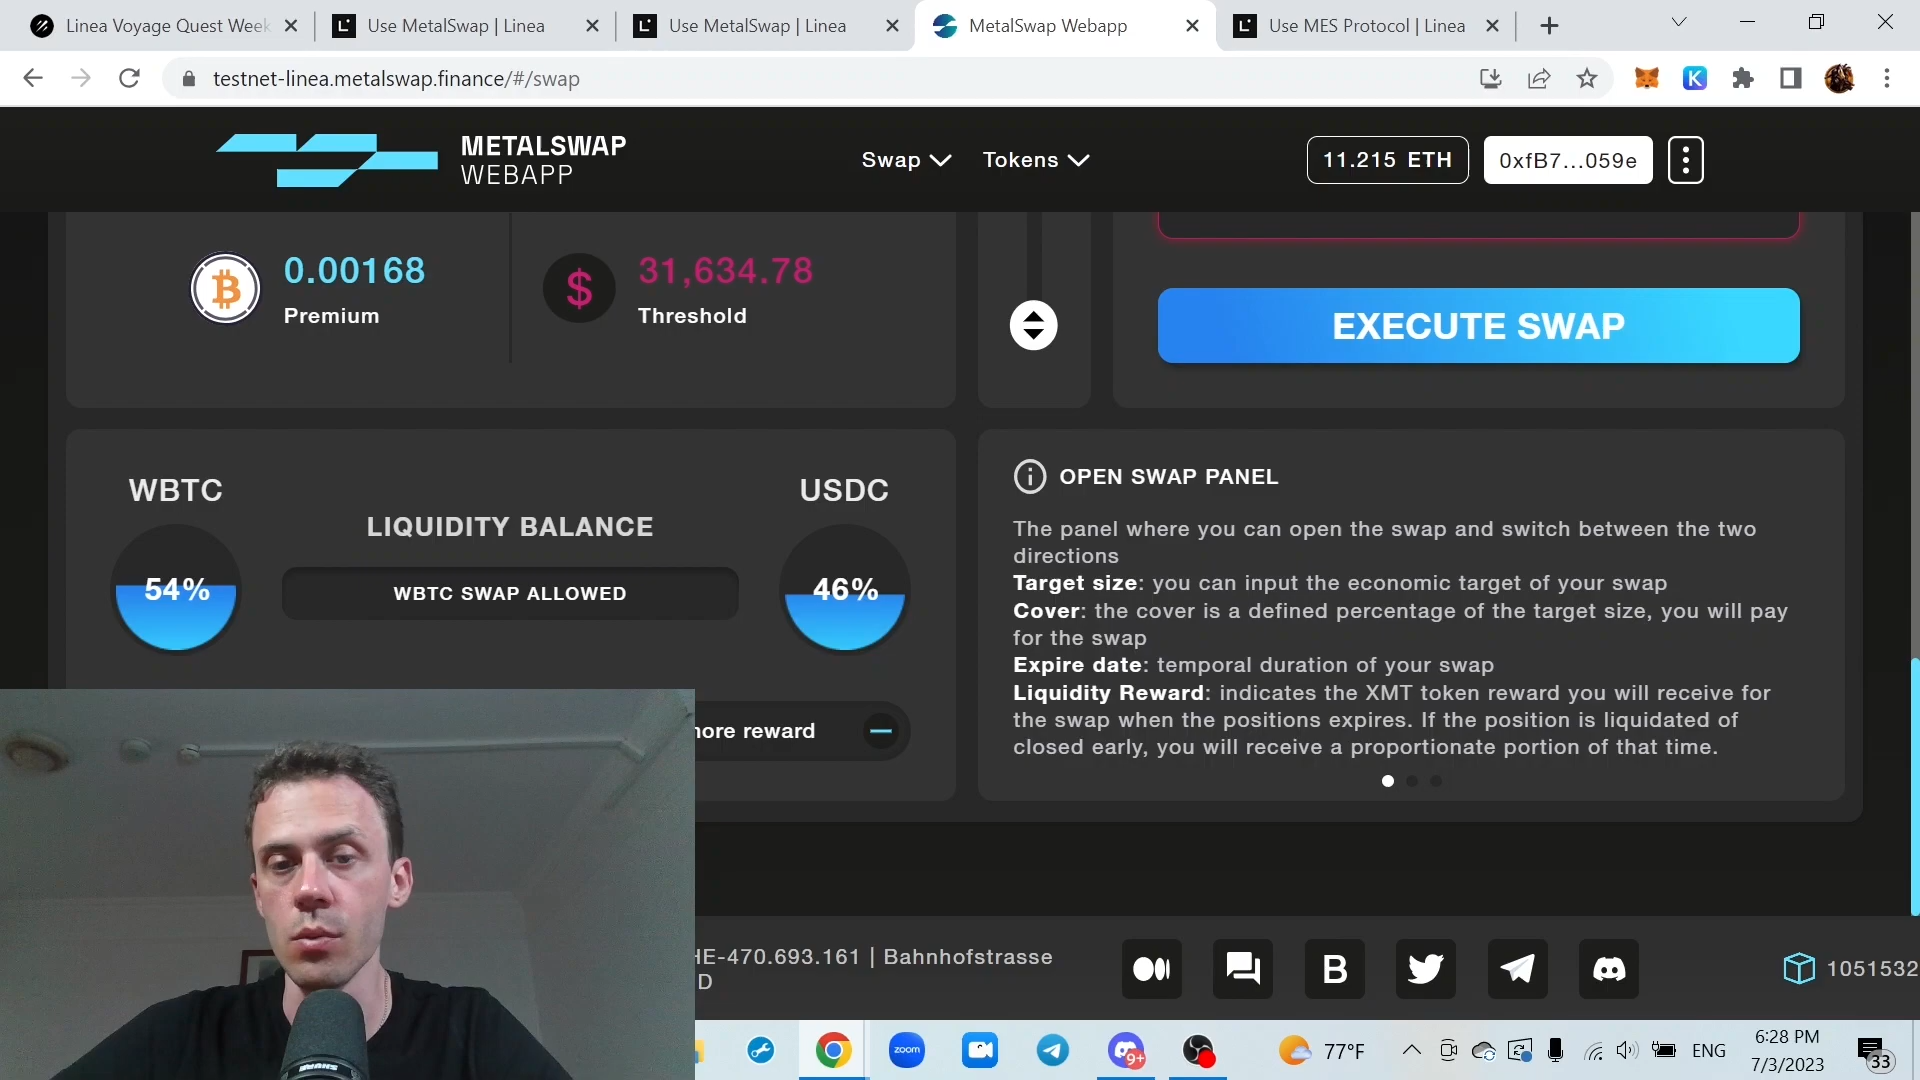 Linea Voyage Quest Week
Use MetalSwap | Linea
Use MetalSwap | Linea
MetalSwap Webapp
Use MES Protocol | Linea
testnet-linea.metalswap.finance/#/swap
METALSWAP
WEBAPP
Swap
Tokens
11.215 ETH
0xfB7...059e
0.00168
Premium
$
31,634.78
Threshold
EXECUTE SWAP
WBTC
54%
LIQUIDITY BALANCE
WBTC SWAP ALLOWED
USDC
46%
more reward
OPEN SWAP PANEL
The panel where you can open the swap and switch between the two
directions
Target size: you can input the economic target of your swap
Cover: the cover is a defined percentage of the target size, you will pay
for the swap
Expire date: temporal duration of your swap
Liquidity Reward: indicates the XMT token reward you will receive for
the swap when the positions expires. If the position is liquidated of
closed early, you will receive a proportionate portion of that time.
HE-470.693.161 | Bahnhofstrasse
D
B
1051532
SHURE
zoom
9+
77°F
ENG
6:28 PM
7/3/2023
33